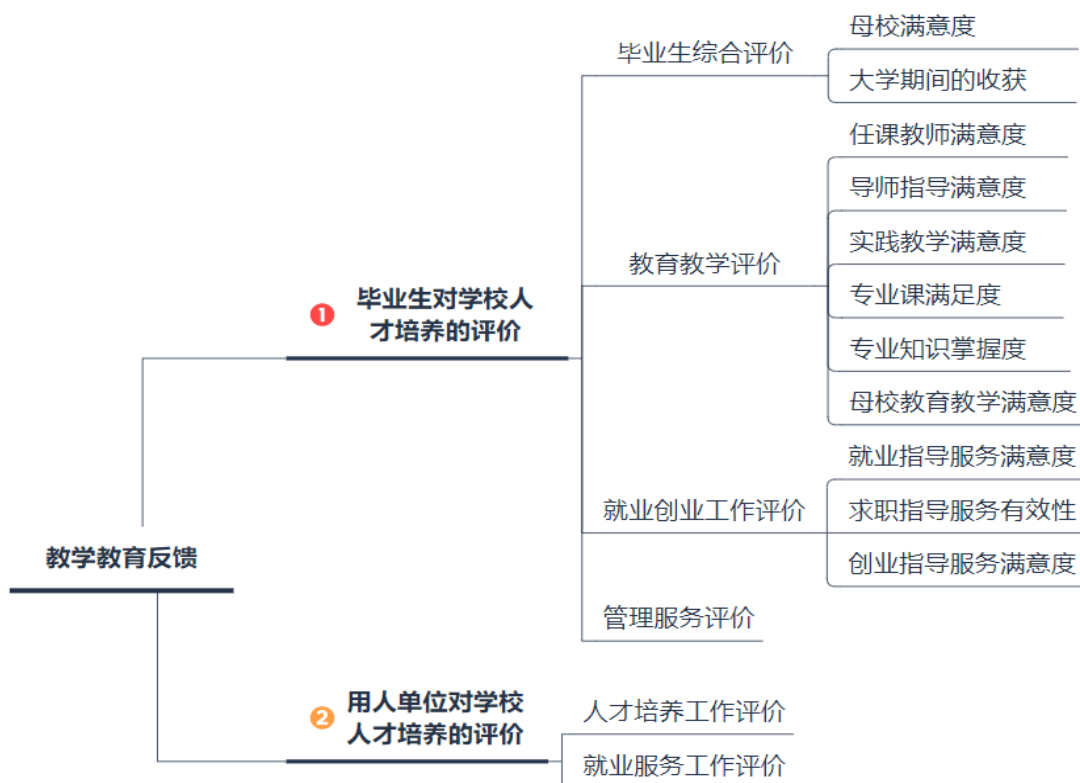 母校满意度
毕业生综合评价
大学期间的收获
任课教师满意度
导师指导满意度
实践教学满意度
教育教学评价
专业课满足度
专业知识掌握度
母校教育教学满意度
1
毕业生对学校人
才培养的评价
就业指导服务满意度
就业创业工作评价
求职指导服务有效性
创业指导服务满意度
管理服务评价
教学教育反馈
2
用人单位对学校
人才培养的评价
人才培养工作评价
就业服务工作评价